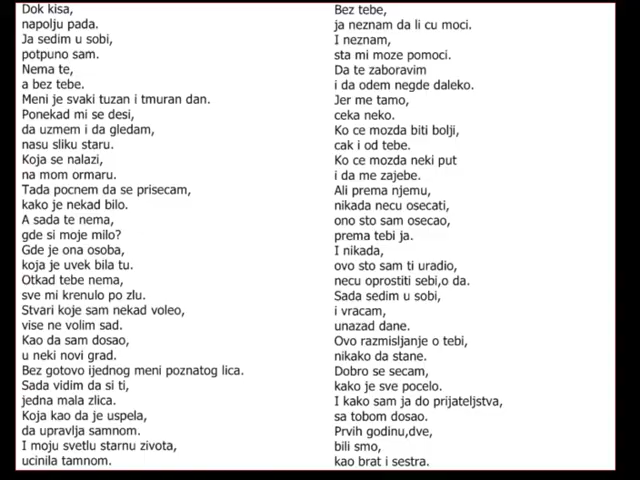 Dok kisa,
napolju pada.
Ja sedim u sobi,
potpuno sam.
Nema te,
a bez tebe.
Meni je svaki tuzan i tmuran dan.
Ponekad mi se desi,
da uzmem i da gledam,
nasu sliku staru.
Koja se nalazi,
na mom ormaru.
Tada pocnem da se prisecam,
kako je nekad bilo.
A sada te nema,
gde si moje milo?
Gde je ona osoba,
koja je uvek bila tu.
Otkad tebe nema,
sve mi krenulo po zlu.
Stvari koje sam nekad voleo,
vise ne volim sad.
Kao da sam dosao,
u neki novi grad.
Bez gotovo ijednog meni poznatog lica.
Sada vidim da si ti,
jedna mala zlica.
Koja kao da je uspela,
da upravlja samnom.
I moju svetlu starnu zivota,
ucinila tamnom.
Bez tebe,
ja neznam da li cu moci.
I neznam,
sta mi moze pomoci.
Da te zaboravim
i da odem negde daleko.
Jer me tamo,
ceka neko.
Ko ce mozda biti bolji,
cak i od tebe.
Ko ce mozda neki put
i da me zajebe.
Ali prema njemu,
nikada necu osecati,
ono sto sam osecao,
prema tebi ja.
I nikada,
ovo sto sam ti uradio,
necu oprostiti sebi,o da.
Sada sedim u sobi,
i vracam,
unazad dane.
Ovo razmisljanje o tebi,
nikako da stane.
Dobro se secam,
kako je sve pocelo.
I kako sam ja do prijateljstva,
sa tobom dosao.
Prvih godinu,dve,
bili smo,
kao brat i sestra.